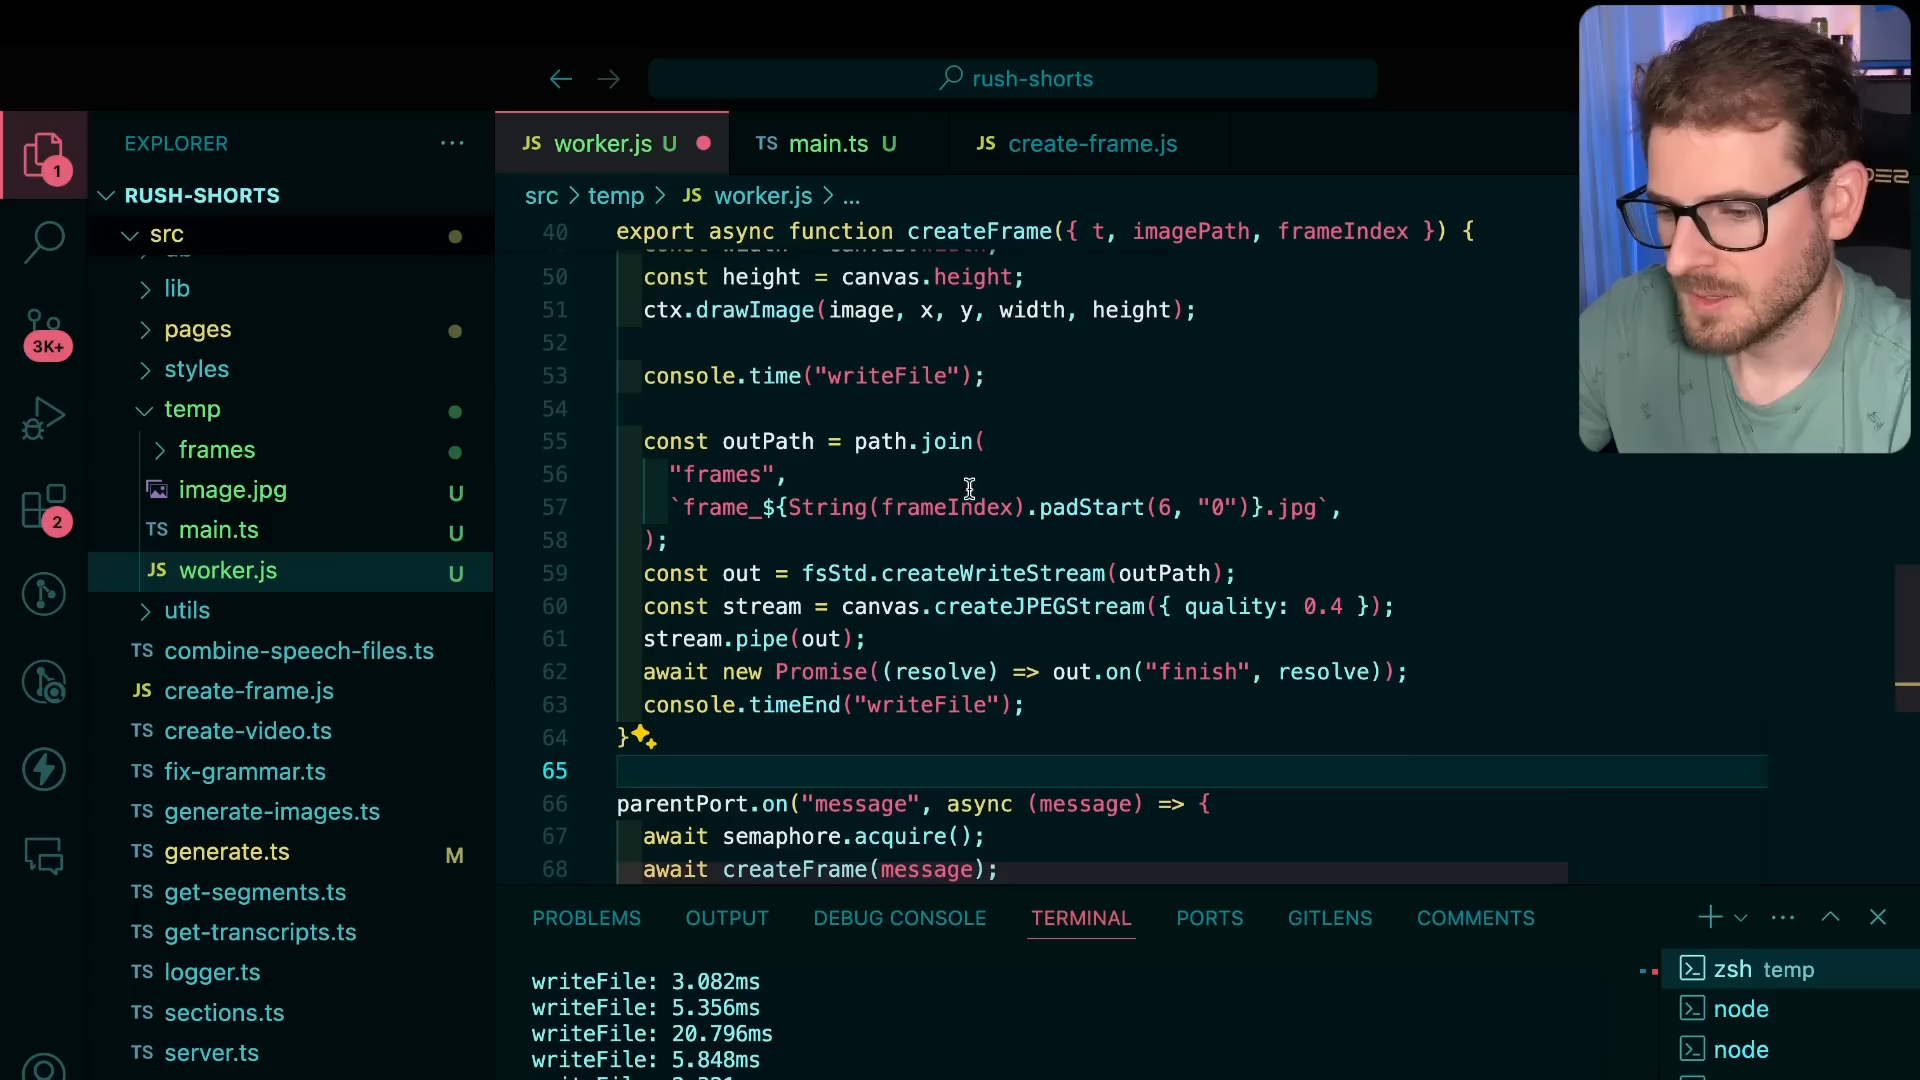 rush-shorts
EXPLORER
RUSH-SHORTS
src
lib
pages
styles
temp
frames
image.jpg U
TS main.ts U
JS worker.js U
utils
TS combine-speech-files.ts
JS create-frame.js
TS create-video.ts
TS fix-grammar.ts
TS generate-images.ts
TS generate.ts M
TS get-segments.ts
TS get-transcripts.ts
TS logger.ts
TS sections.ts
TS server.ts
1
3K+
2
JS worker.js U
TS main.ts U
JS create-frame.js
src > temp > JS worker.js > ...
40 export async function createFrame({ t, imagePath, frameIndex }) {
50 const height = canvas.height;
51 ctx.drawImage(image, x, y, width, height);
52
53 console.time("writeFile");
54
55 const outPath = path.join(
56 "frames",
57 `frame_${String(frameIndex).padStart(6, "0")}.jpg`,
58 );
59 const out = fsStd.createWriteStream(outPath);
60 const stream = canvas.createJPEGStream({ quality: 0.4 });
61 stream.pipe(out);
62 await new Promise((resolve) => out.on("finish", resolve));
63 console.timeEnd("writeFile");
64 }
65
66 parentPort.on("message", async (message) => {
67 await semaphore.acquire();
68 await createFrame(message);
PROBLEMS OUTPUT DEBUG CONSOLE TERMINAL PORTS GITLENS COMMENTS
writeFile: 3.082ms
writeFile: 5.356ms
writeFile: 20.796ms
writeFile: 5.848ms
zsh temp
node
node